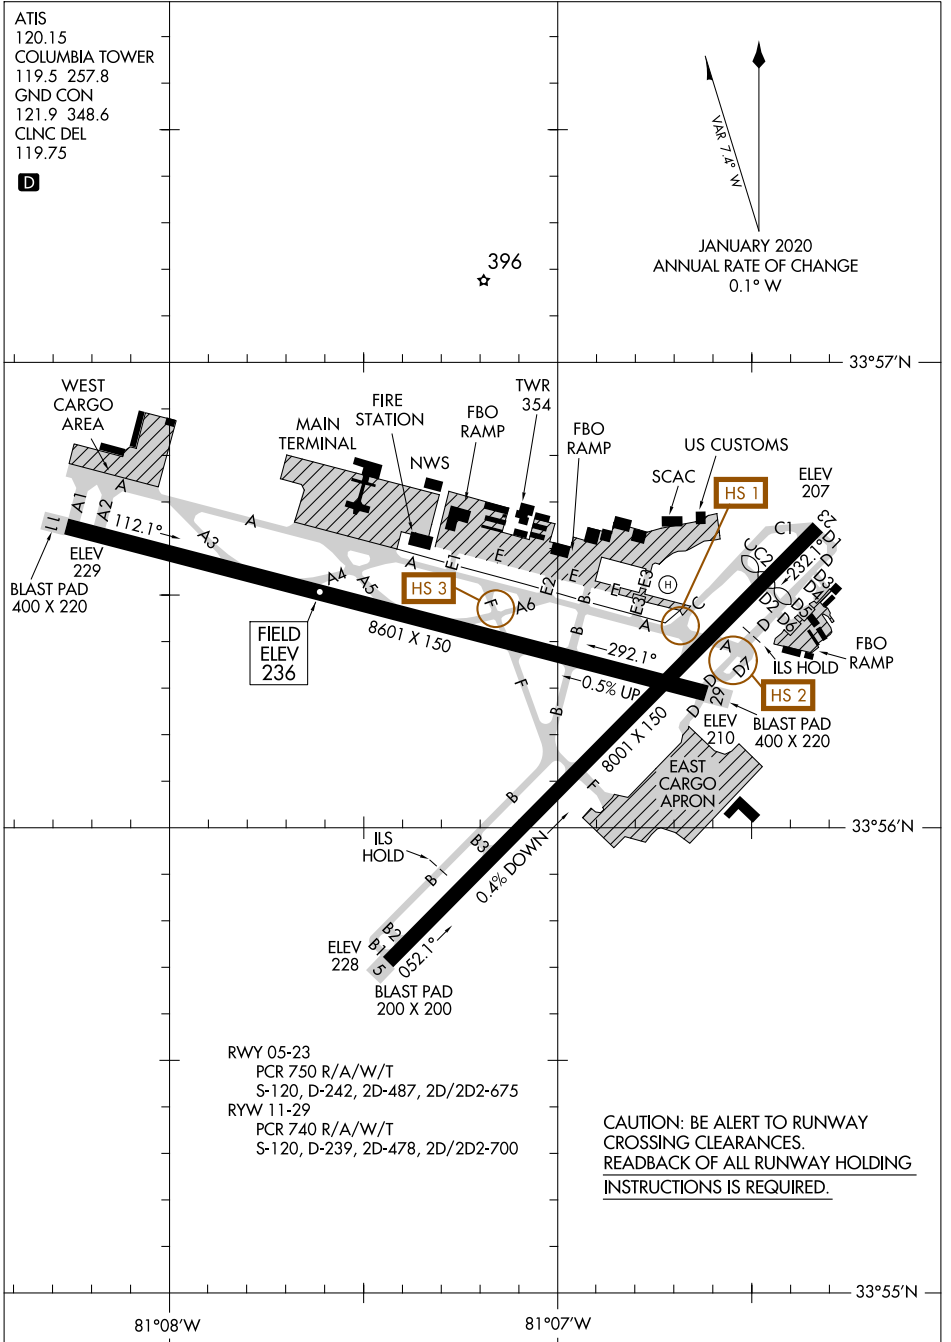 ATIS
120.15
COLUMBIA TOWER
119.5 257.8
GND CON
121.9 348.6
CLNC DEL
119.75
D
VAR 7.4° W
JANUARY 2020
ANNUAL RATE OF CHANGE
0.1° W
396
33°57'N
WEST
CARGO
AREA
MAIN
TERMINAL
FIRE
STATION
NWS
FBO
RAMP
TWR
354
FBO
RAMP
SCAC
US CUSTOMS
HS 1
ELEV
207
23
A
A1
A2
11
112.1°
ELEV
229
BLAST PAD
400 X 220
A3
A
A4
A5
A
E1
E
E2
E
E
E3
E3
H
HS 3
F
A6
B
A
C
C
C2
C1
D1
232.1°
D
D3
D4
D5
D2
D6
D
FIELD
ELEV
236
8601 X 150
292.1°
0.5% UP
F
B
B
A
D7
D
D
29
ILS HOLD
FBO
RAMP
HS 2
ELEV
210
BLAST PAD
400 X 220
8001 X 150
EAST
CARGO
APRON
F
B
33°56'N
ILS
HOLD
B3
B
0.4% DOWN
B2
B1
5
052.1°
ELEV
228
BLAST PAD
200 X 200
RWY 05-23
PCR 750 R/A/W/T
S-120, D-242, 2D-487, 2D/2D2-675
RYW 11-29
PCR 740 R/A/W/T
S-120, D-239, 2D-478, 2D/2D2-700
CAUTION: BE ALERT TO RUNWAY
CROSSING CLEARANCES.
READBACK OF ALL RUNWAY HOLDING
INSTRUCTIONS IS REQUIRED.
33°55'N
81°08'W
81°07'W